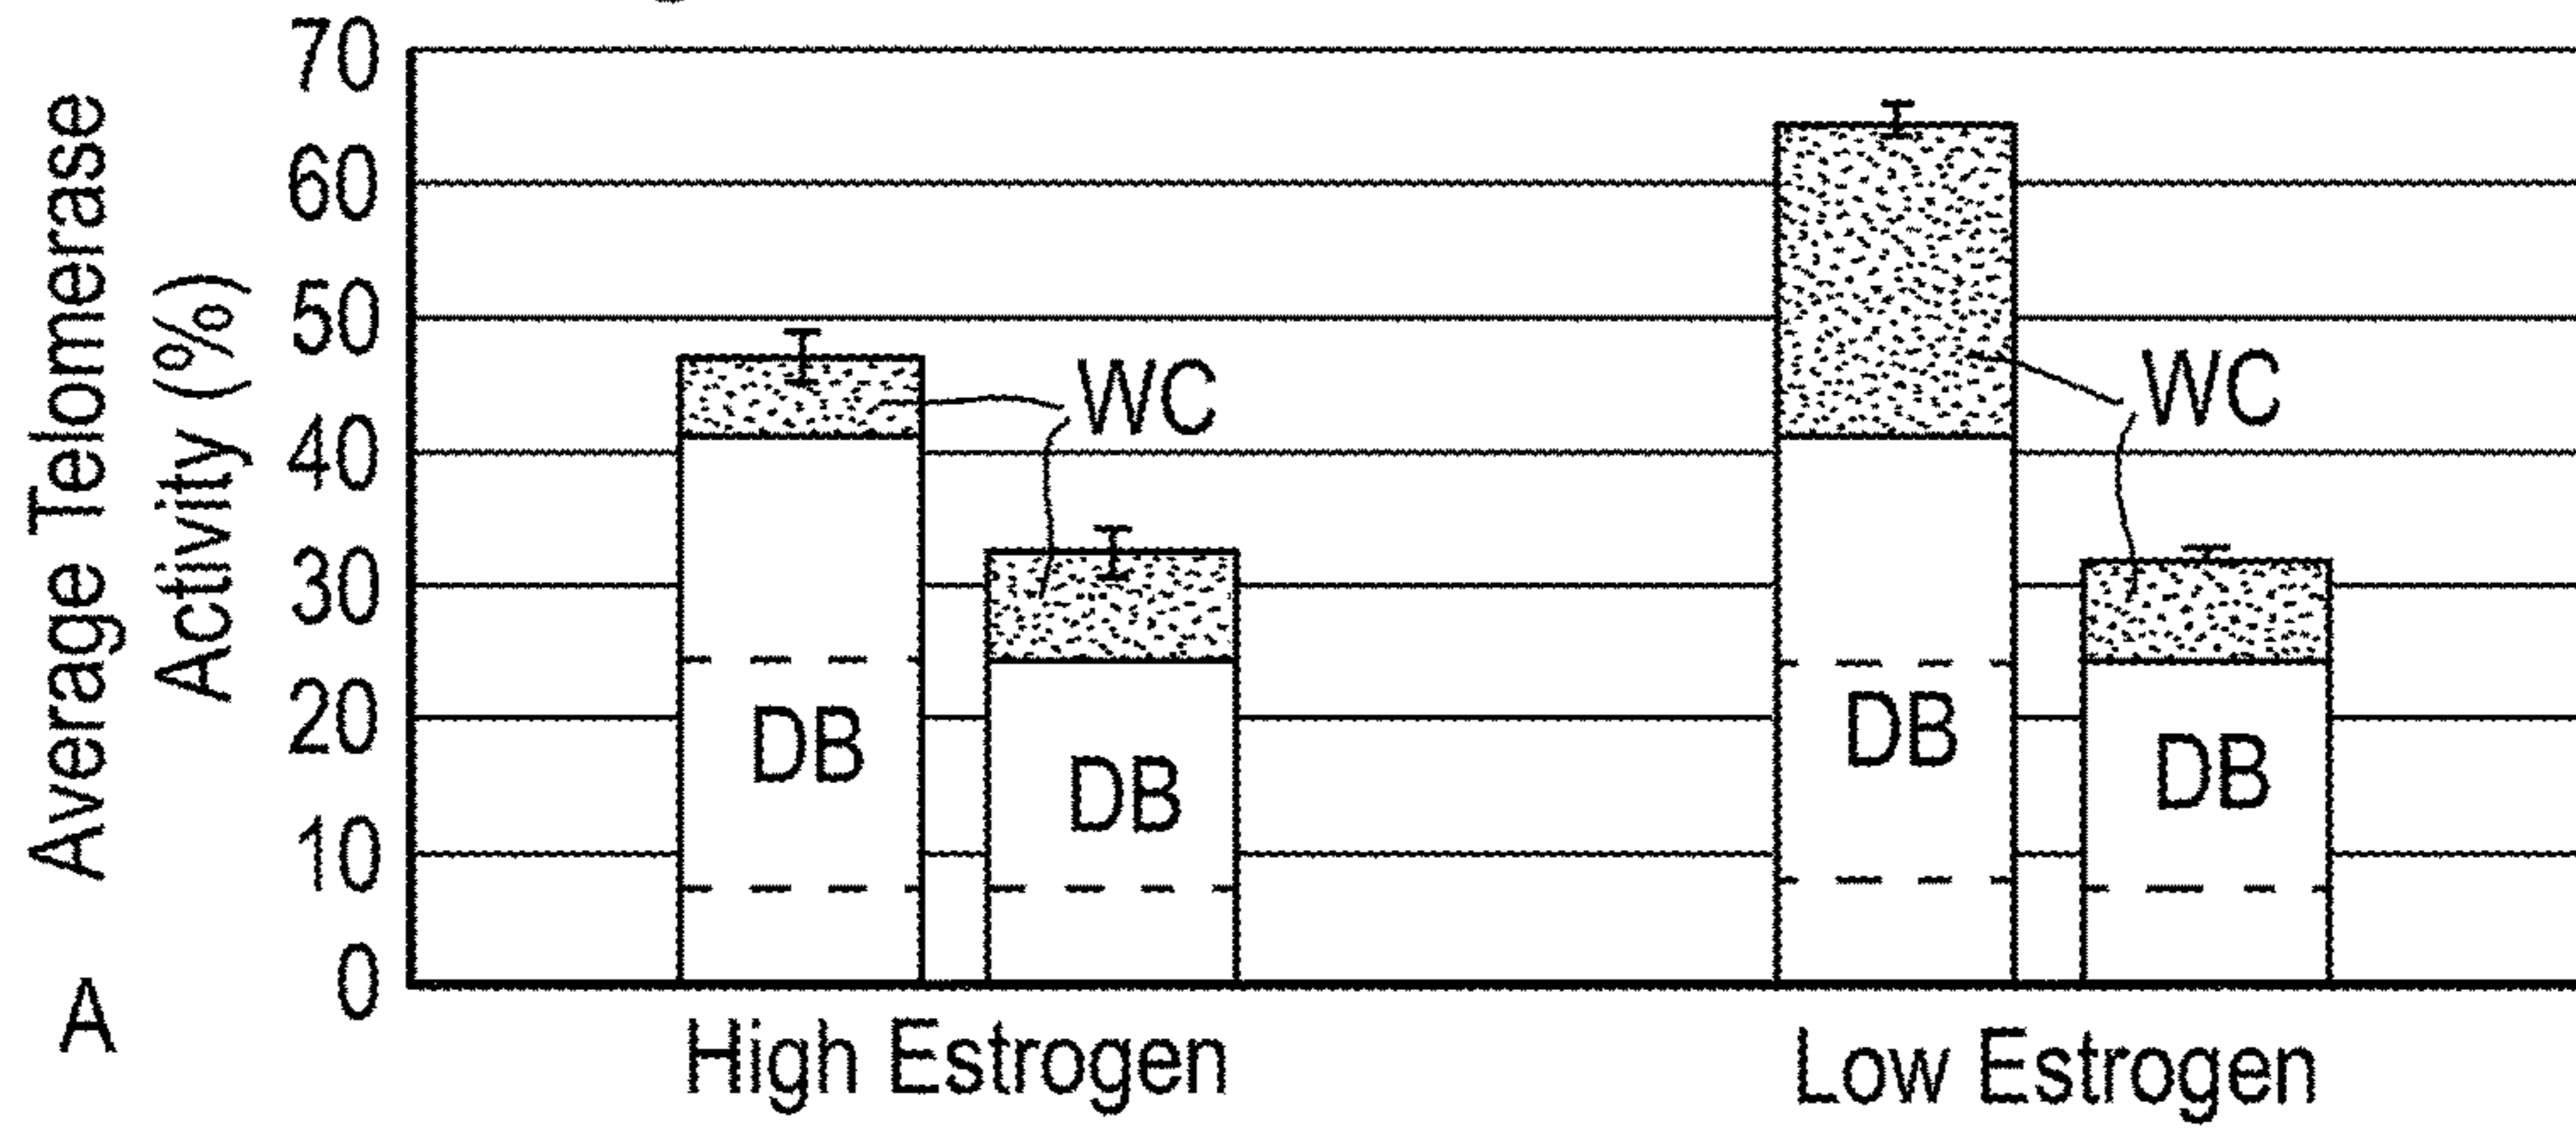 Average Telomerase
Activity (%)
70
60
50
40
30
20
10
0
WC
WC
DB
DB
DB
DB
A
High Estrogen
Low Estrogen